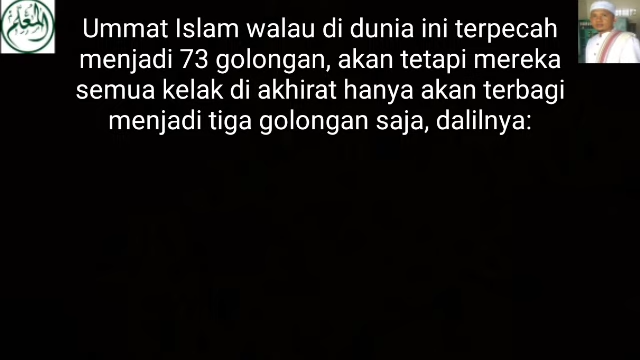 المعلم
Ummat Islam walau di dunia ini terpecah
menjadi 73 golongan, akan tetapi mereka
semua kelak di akhirat hanya akan terbagi
menjadi tiga golongan saja, dalilnya: